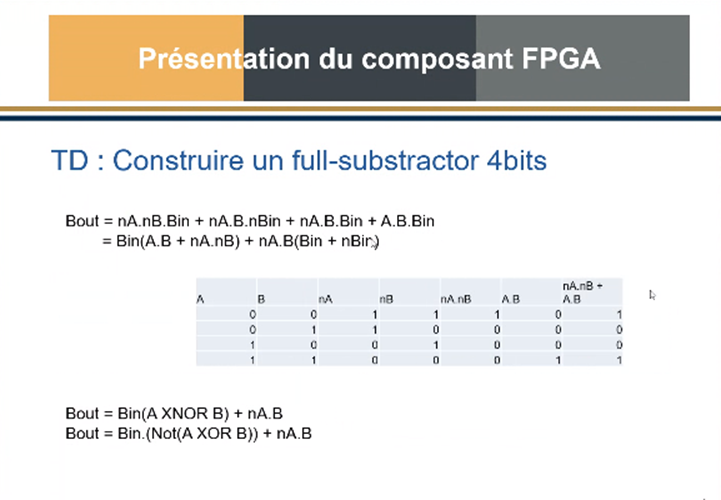 Présentation du composant FPGA
TD : Construire un full-substractor 4bits
Bout = nA.nB.Bin + nA.B.nBin + nA.B.Bin + A.B.Bin
= Bin(A.B + nA.nB) + nA.B(Bin + nBin)
A B nA nB nA.nB A.B nA.nB + A.B
0 0 1 1 1 0 1
0 1 1 0 0 0 0
1 0 0 1 0 0 0
1 1 0 0 0 1 1
Bout = Bin(A XNOR B) + nA.B
Bout = Bin.(Not(A XOR B)) + nA.B